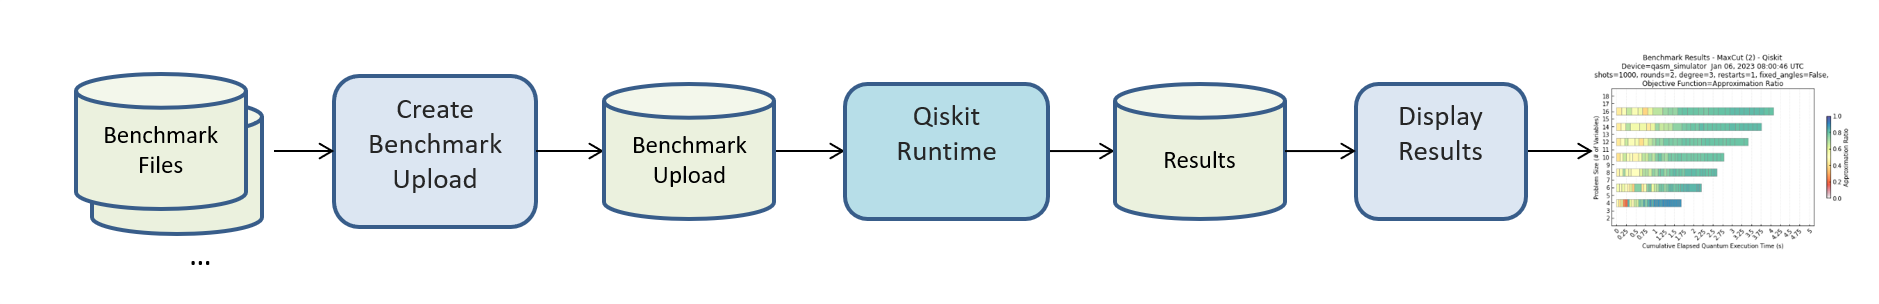 Benchmark
Files
...
Create
Benchmark
Upload
Benchmark
Upload
Qiskit
Runtime
Results
Display
Results
Benchmark Results - MaxCut (2) - Qiskit
Device=qasm_simulator Jan 06, 2023 08:00:46 UTC
shots=1000, rounds=2, degree=3, restarts=1, fixed_angles=False,
Objective Function=Approximation Ratio
Problem Size (# of Variables)
18
17
16
15
14
13
12
11
10
9
8
7
6
5
4
3
2
0
0.25
0.5
0.75
1
1.25
1.5
1.75
2
2.25
2.5
2.75
3
3.25
3.5
3.75
4
4.25
4.5
4.75
5
Cumulative Elapsed Quantum Execution Time (s)
1.0
0.8
0.6
0.4
0.2
0.0
Approximation Ratio